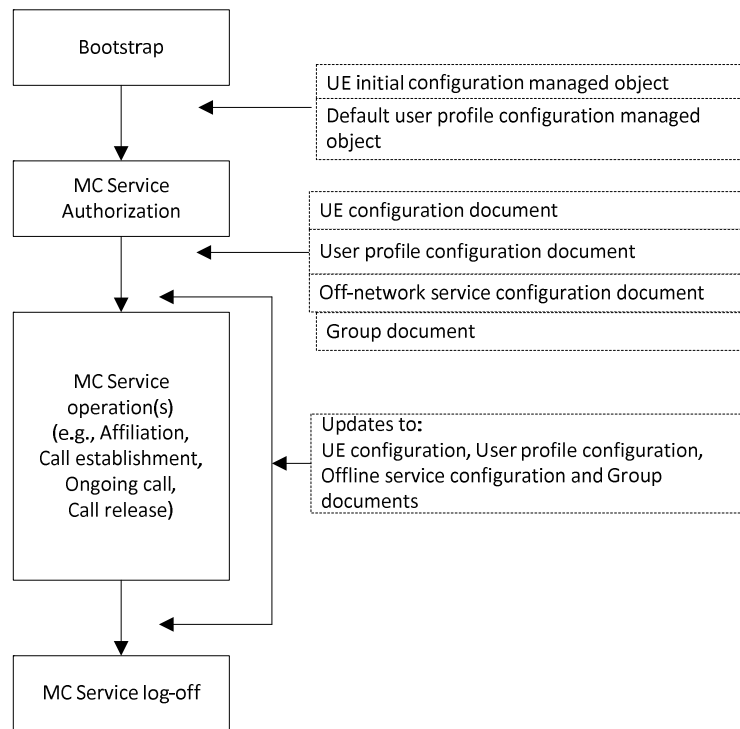 Bootstrap
UE initial configuration managed object
Default user profile configuration managed
object
MC Service
Authorization
UE configuration document
User profile configuration document
Off-network service configuration document
Group document
MC Service
operation(s)
(e.g., Affiliation,
Call establishment,
Ongoing call,
Call release)
Updates to:
UE configuration, User profile configuration,
Offline service configuration and Group
documents
MC Service log-off